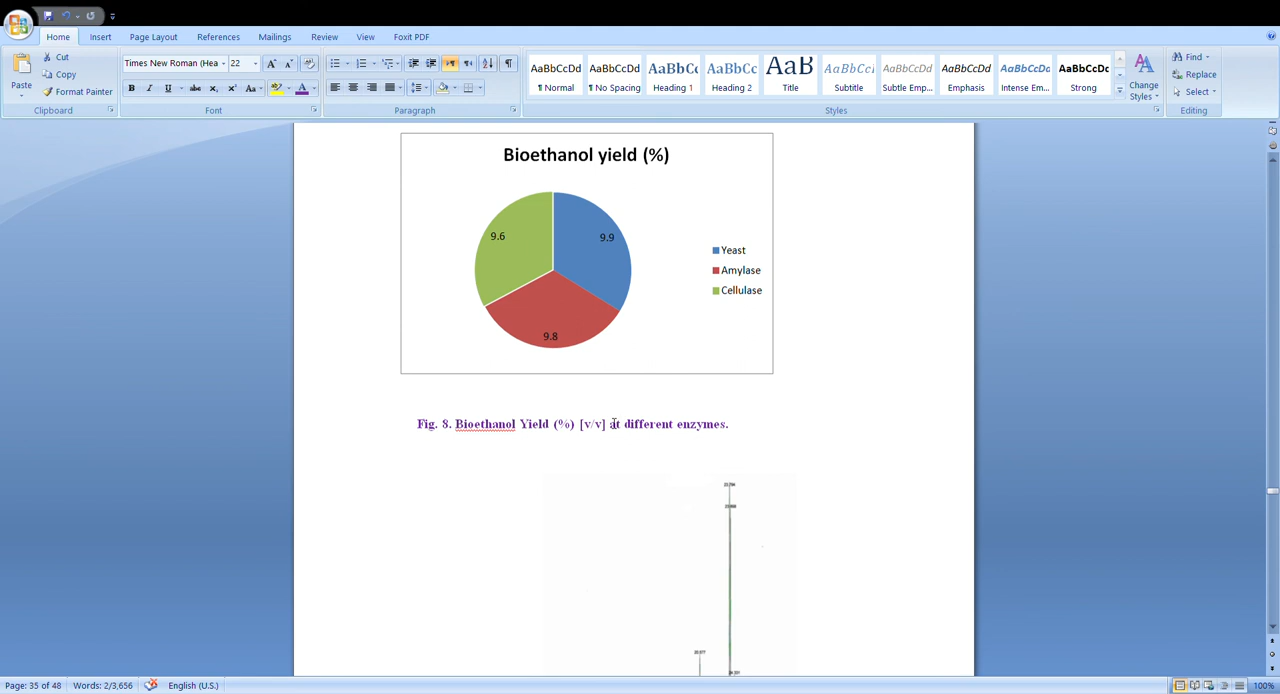 Home Insert Page Layout References Mailings Review View Foxit PDF
Paste
Cut
Copy
Format Painter
Clipboard
Times New Roman (Hea 22
Font
Paragraph
AaBbCcDd AaBbCcDd AaBbCc AaBbCc AaB AaBbCcI AaBbCcDd AaBbCcDd AaBbCcDd AaBbCcDc
¶ Normal ¶ No Spacing Heading 1 Heading 2 Title Subtitle Subtle Emp... Emphasis Intense Em... Strong
Change
Styles
Styles
Find
Replace
Select
Editing
Bioethanol yield (%)
9.6
9.9
9.8
Yeast
Amylase
Cellulase
Fig. 8. Bioethanol Yield (%) [v/v] at different enzymes.
Page: 35 of 48 Words: 2/3,656 English (U.S.) 100%